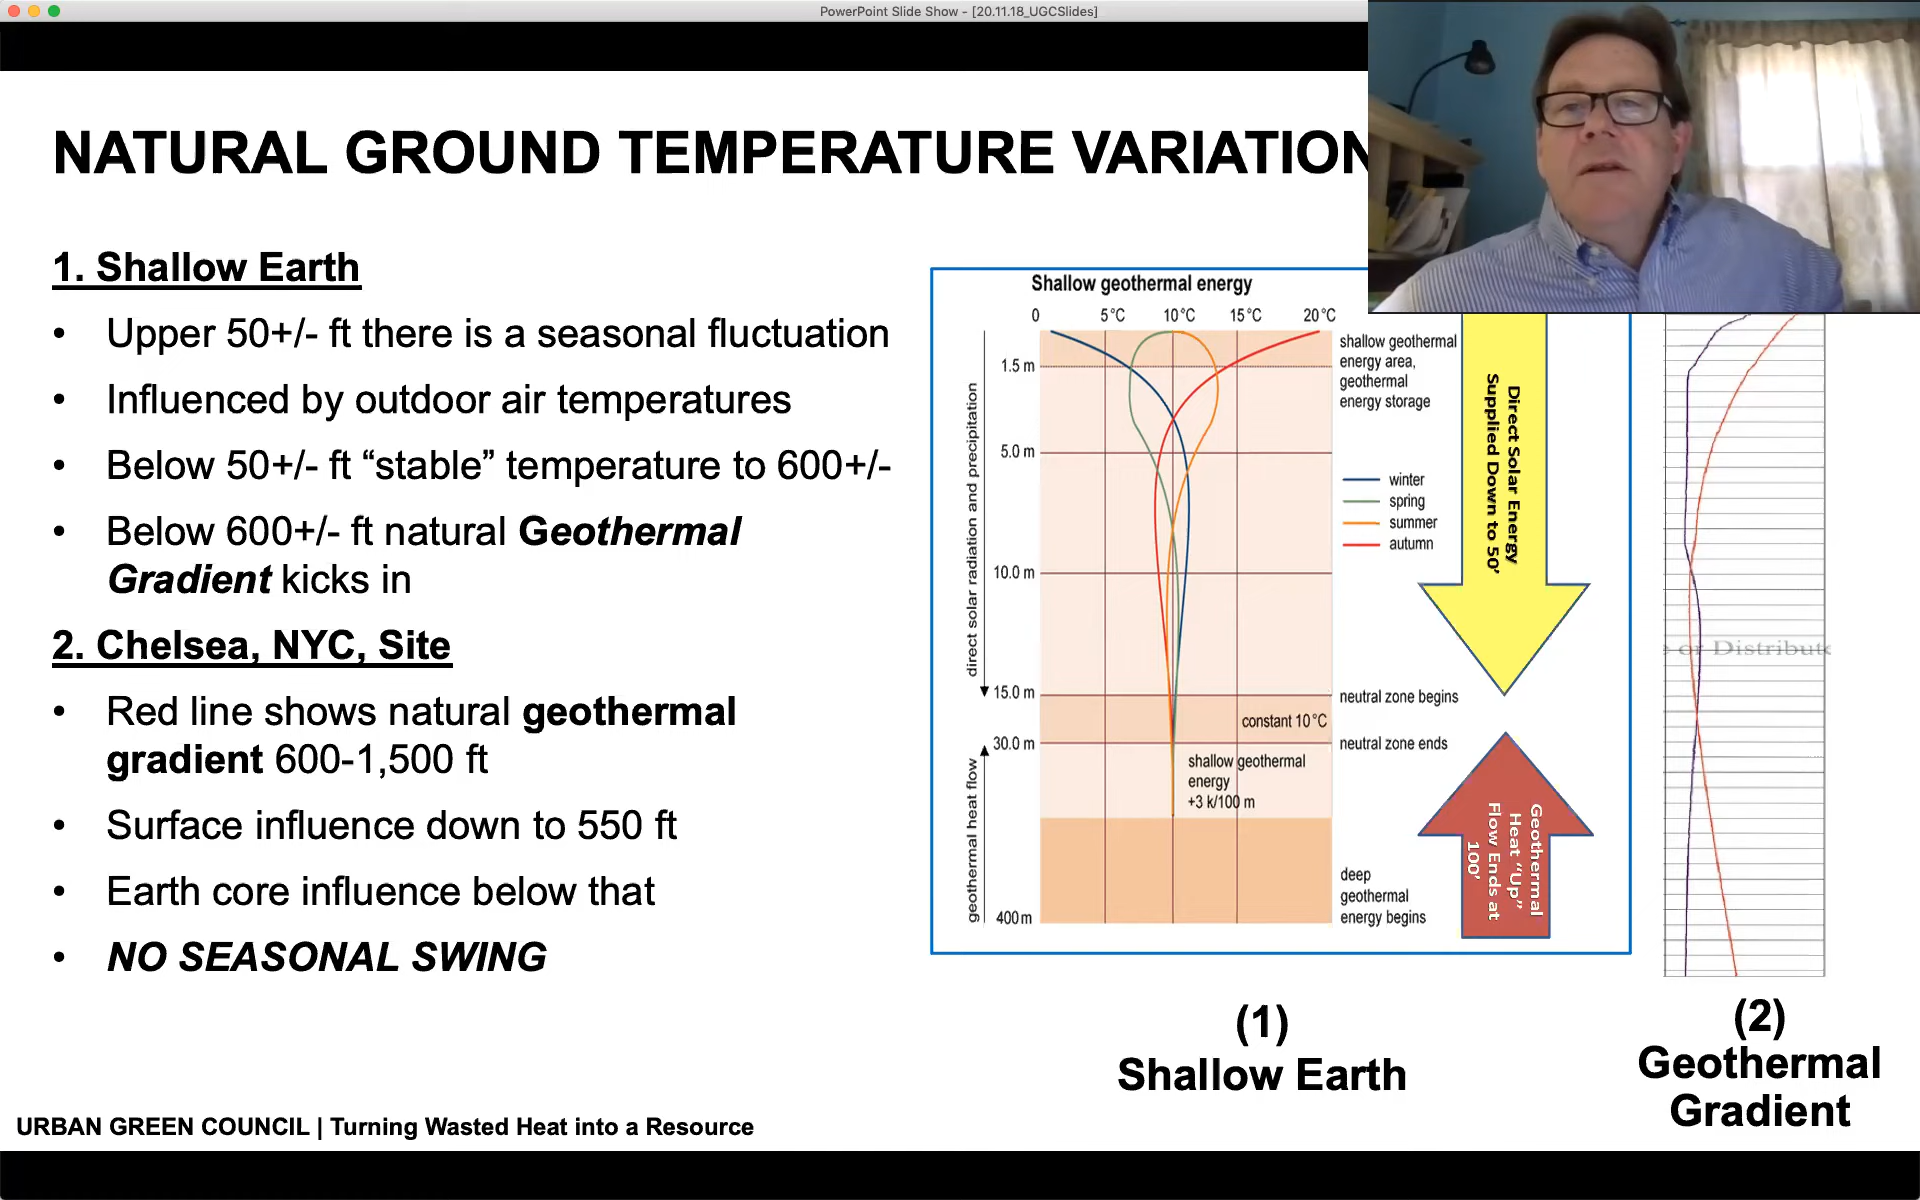 PowerPoint Slide Show - [20.11.18_UGCSlides]
NATURAL GROUND TEMPERATURE VARIATION
1. Shallow Earth
• Upper 50+/- ft there is a seasonal fluctuation
• Influenced by outdoor air temperatures
• Below 50+/- ft “stable” temperature to 600+/-
• Below 600+/- ft natural Geothermal
Gradient kicks in
2. Chelsea, NYC, Site
• Red line shows natural geothermal
gradient 600-1,500 ft
• Surface influence down to 550 ft
• Earth core influence below that
• NO SEASONAL SWING
Shallow geothermal energy
0 5°C 10°C 15°C 20°C
1.5 m
5.0 m
10.0 m
15.0 m
30.0 m
400 m
direct solar radiation and precipitation
geothermal heat flow
shallow geothermal
energy area,
geothermal
energy storage
winter
spring
summer
autumn
neutral zone begins
constant 10°C
neutral zone ends
shallow geothermal
energy
+3 k/100 m
deep
geothermal
energy begins
Direct Solar Energy
Supplied Down to 50’
Geothermal
Heat “Up”
Flow Ends at
100’
or Distribut
(1)
Shallow Earth
(2)
Geothermal
Gradient
URBAN GREEN COUNCIL | Turning Wasted Heat into a Resource